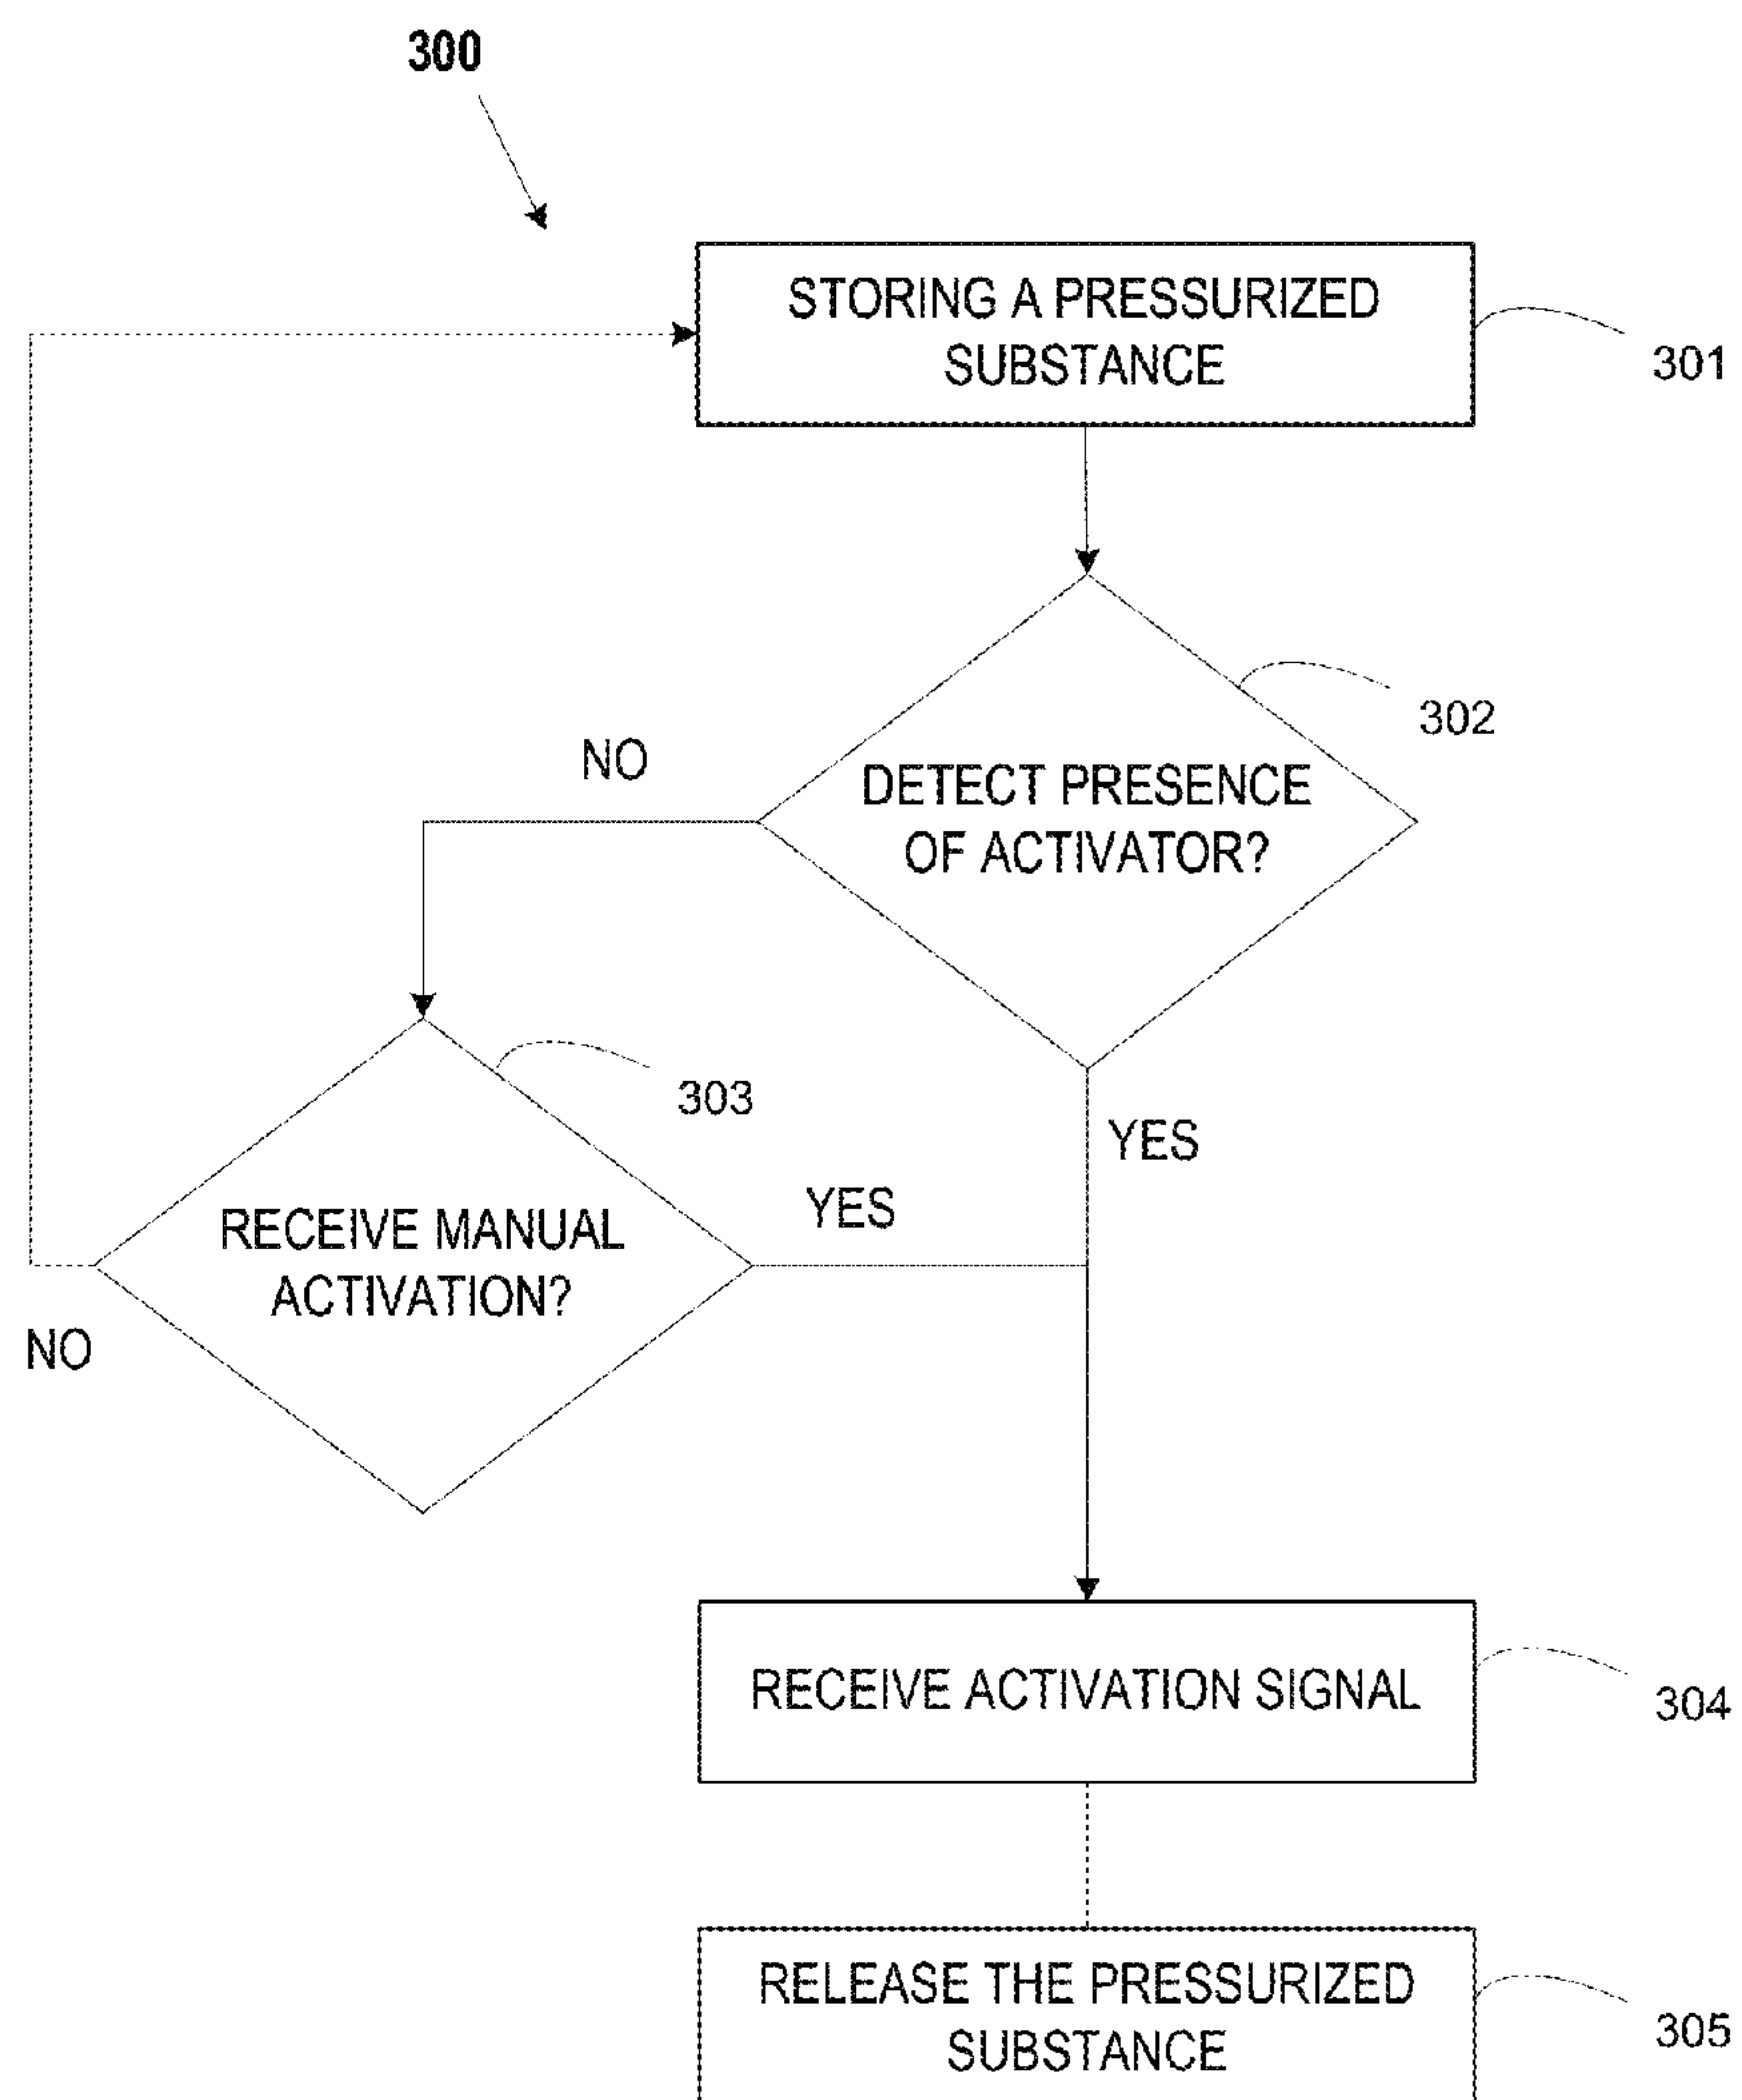 300
STORING A PRESSURIZED
SUBSTANCE
301
302
NO
DETECT PRESENCE
OF ACTIVATOR?
303
YES
YES
RECEIVE MANUAL
ACTIVATION?
NO
RECEIVE ACTIVATION SIGNAL
304
RELEASE THE PRESSURIZED
SUBSTANCE
305